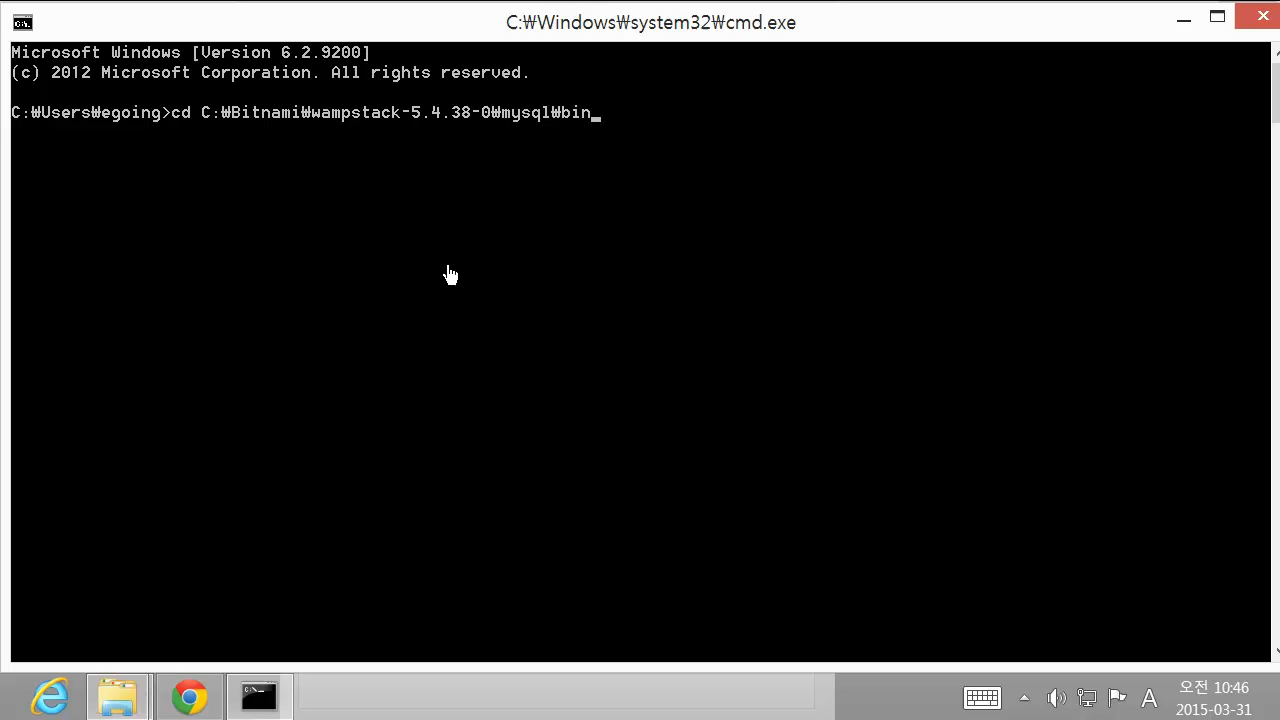 C:₩Windows₩system32₩cmd.exe
Microsoft Windows [Version 6.2.9200]
(c) 2012 Microsoft Corporation. All rights reserved.
C:₩Users₩egoing>cd C:₩Bitnami₩wampstack-5.4.38-0₩mysql₩bin_
A
오전 10:46
2015-03-31